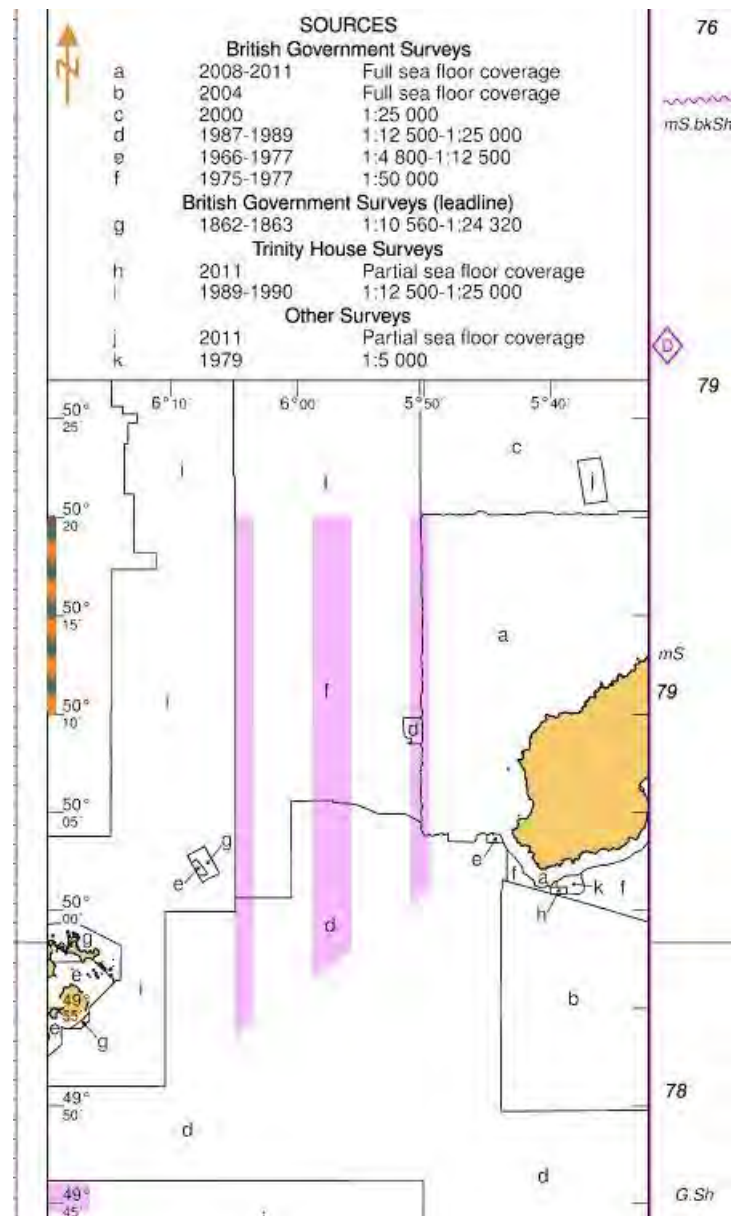 SOURCES
British Government Surveys
a 2008-2011 Full sea floor coverage
b 2004 Full sea floor coverage
c 2000 1:25 000
d 1987-1989 1:12 500-1:25 000
e 1966-1977 1:4 800-1:12 500
f 1975-1977 1:50 000
British Government Surveys (leadline)
g 1862-1863 1:10 560-1:24 320
Trinity House Surveys
h 2011 Partial sea floor coverage
i 1989-1990 1:12 500-1:25 000
Other Surveys
j 2011 Partial sea floor coverage
k 1979 1:5 000
76
mS.bkSh
D
79
6°10' 6°00' 5°50' 5°40'
50°
25'
c
i
i
j
50°
20'
50°
15'
a
mS
79
f
i
50°
10'
d
50°
05'
g
e
e
f
a
k
f
h
50°
00'
g
d
e
i
49°
55'
b
e
g
49°
50'
78
d
d
49°
45'
G.Sh